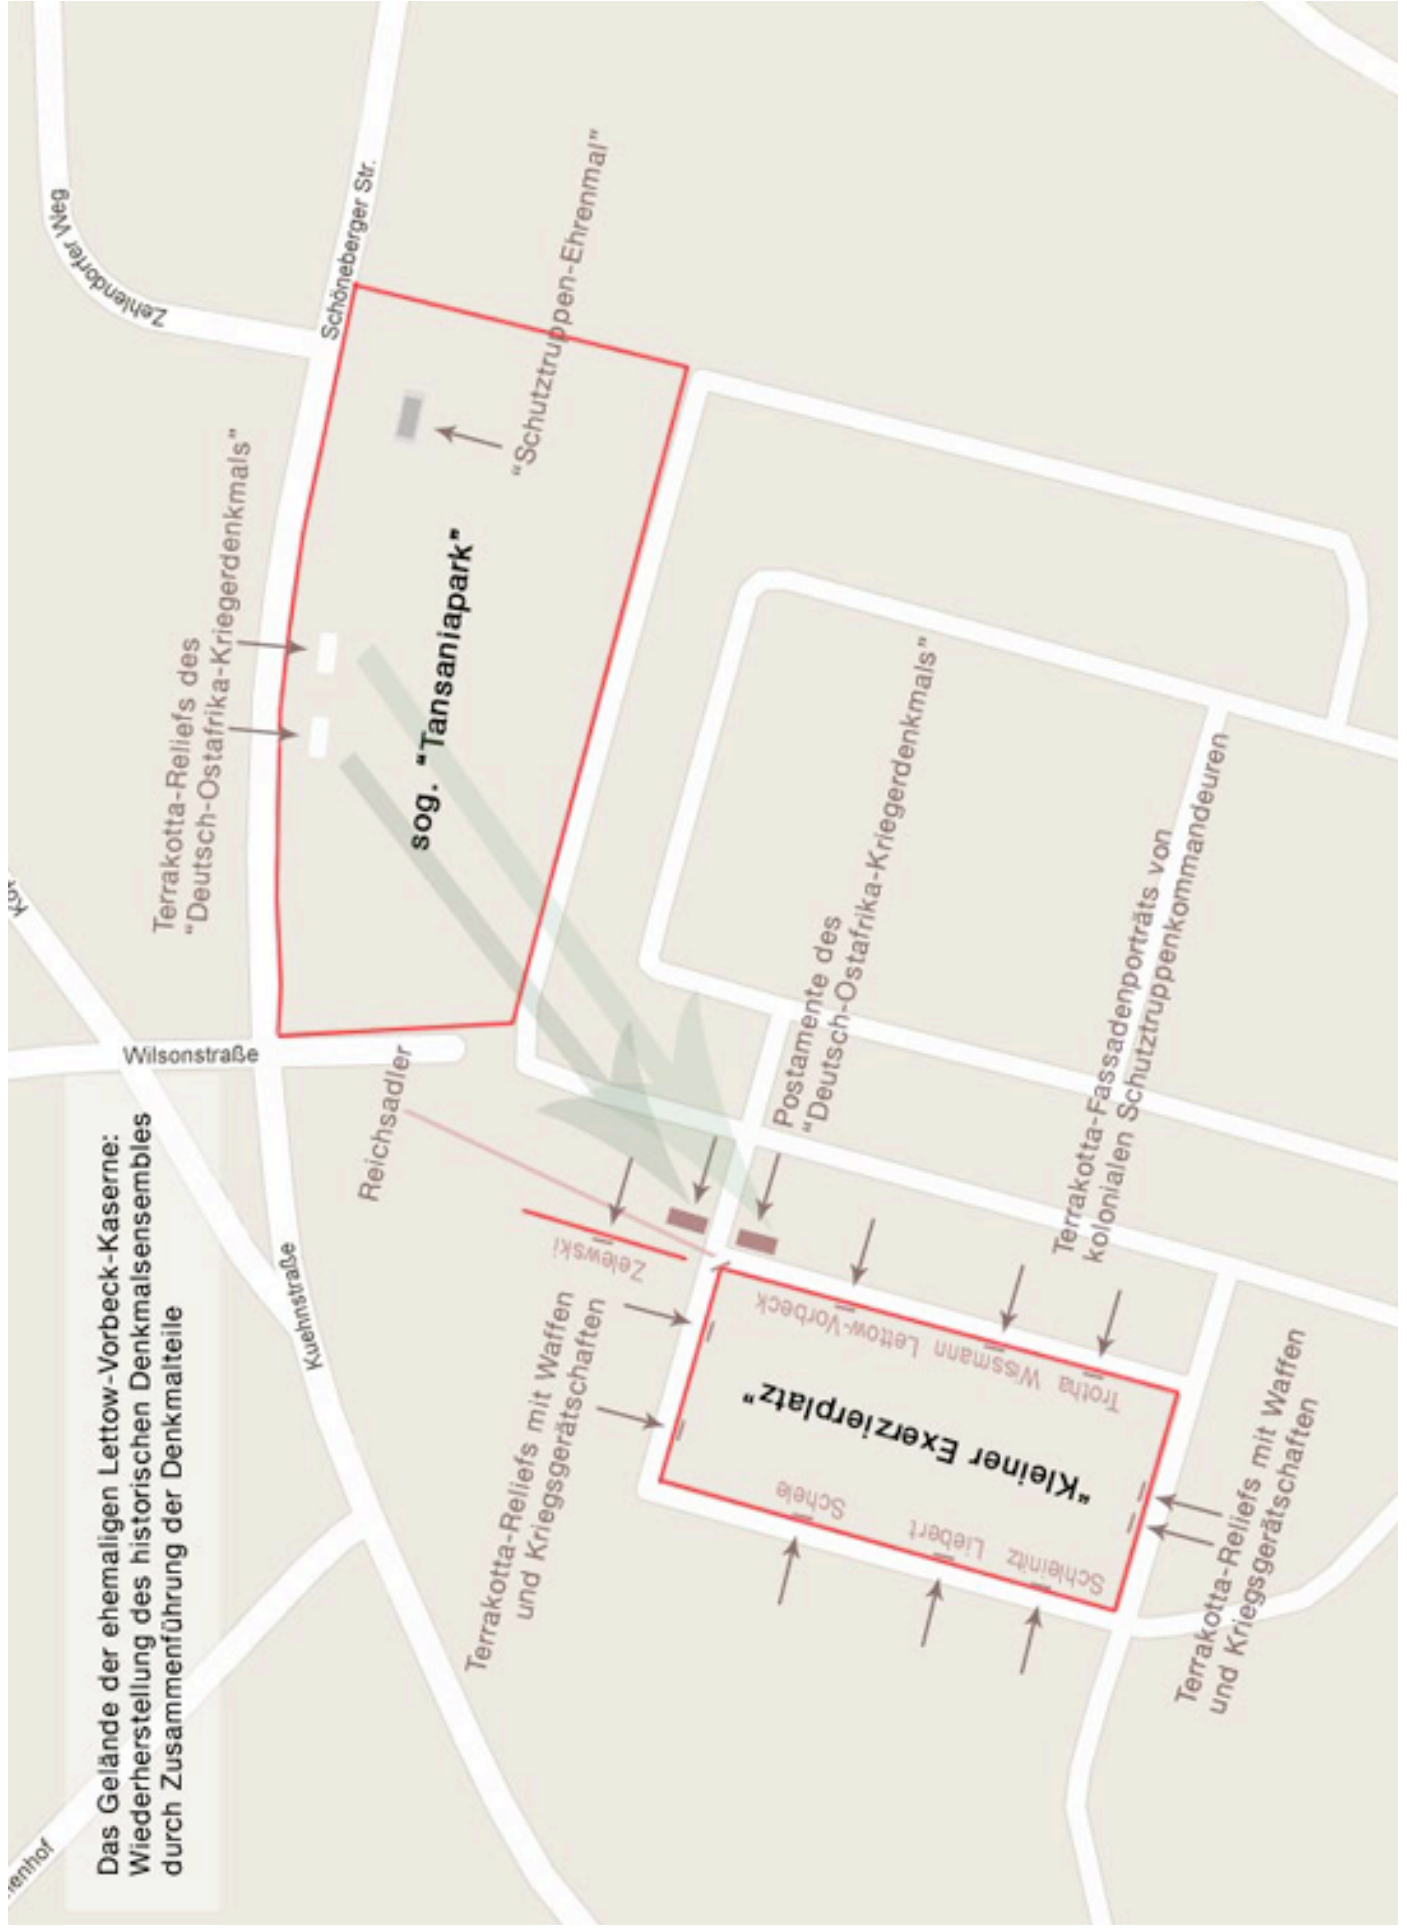 Das Gelände der ehemaligen Lettow-Vorbeck-Kaserne:
Wiederherstellung des historischen Denkmalsensembles
durch Zusammenführung der Denkmalteile
Zehlendorfer Weg
Schöneberger Str.
Wilsonstraße
Kuehnstraße
Terrakotta-Reliefs des
“Deutsch-Ostafrika-Kriegerdenkmals”
“Schutztruppen-Ehrenmal”
sog. “Tansaniapark”
Reichsadler
Zelewski
Postamente des
“Deutsch-Ostafrika-Kriegerdenkmals”
Terrakotta-Reliefs mit Waffen
und Kriegsgerätschaften
Lettow-Vorbeck
Wissmann
Trotha
“Kleiner Exerzierplatz”
Schele
Liebert
Schleinitz
Terrakotta-Fassadenporträts von
kolonialen Schutztruppenkommandeuren
Terrakotta-Reliefs mit Waffen
und Kriegsgerätschaften